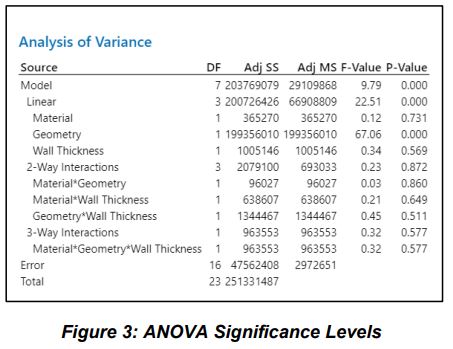 Analysis of Variance
Source DF Adj SS Adj MS F-Value P-Value
Model 7 203769079 29109868 9.79 0.000
Linear 3 200726426 66908809 22.51 0.000
Material 1 365270 365270 0.12 0.731
Geometry 1 199356010 199356010 67.06 0.000
Wall Thickness 1 1005146 1005146 0.34 0.569
2-Way Interactions 3 2079100 693033 0.23 0.872
Material*Geometry 1 96027 96027 0.03 0.860
Material*Wall Thickness 1 638607 638607 0.21 0.649
Geometry*Wall Thickness 1 1344467 1344467 0.45 0.511
3-Way Interactions 1 963553 963553 0.32 0.577
Material*Geometry*Wall Thickness 1 963553 963553 0.32 0.577
Error 16 47562408 2972651
Total 23 251331487
Figure 3: ANOVA Significance Levels